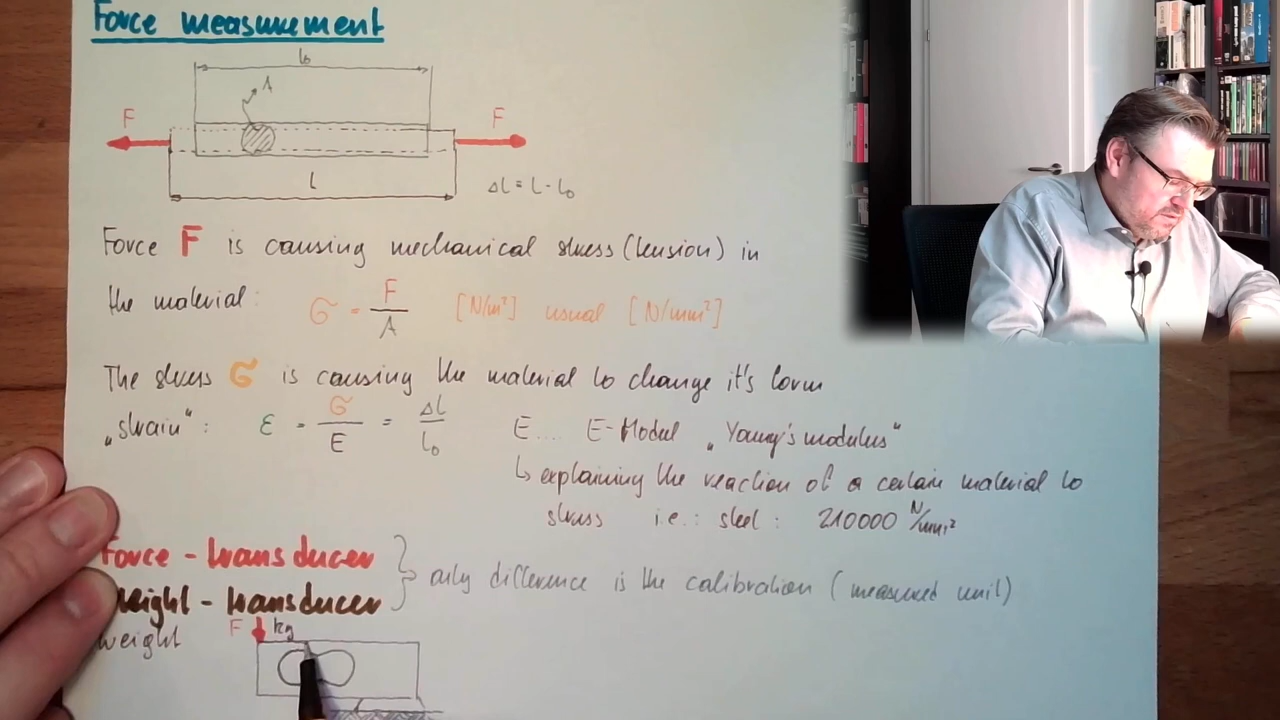 Force measurement
l₀
A
F
F
l
Δl = l - l₀
Force F is causing mechanical stress (tension) in
the material: σ = F/A [N/m²] usual [N/mm²]
The stress σ is causing the material to change it's form
„strain“: ε = σ/E = Δl/l₀ E... E-Modul „Young's modulus“
↳ explaining the reaction of a certain material to
stress i.e.: steel: 210000 N/mm²
Force - transducer
Weight - transducer
only difference is the calibration (measured unit)
F kg
weight